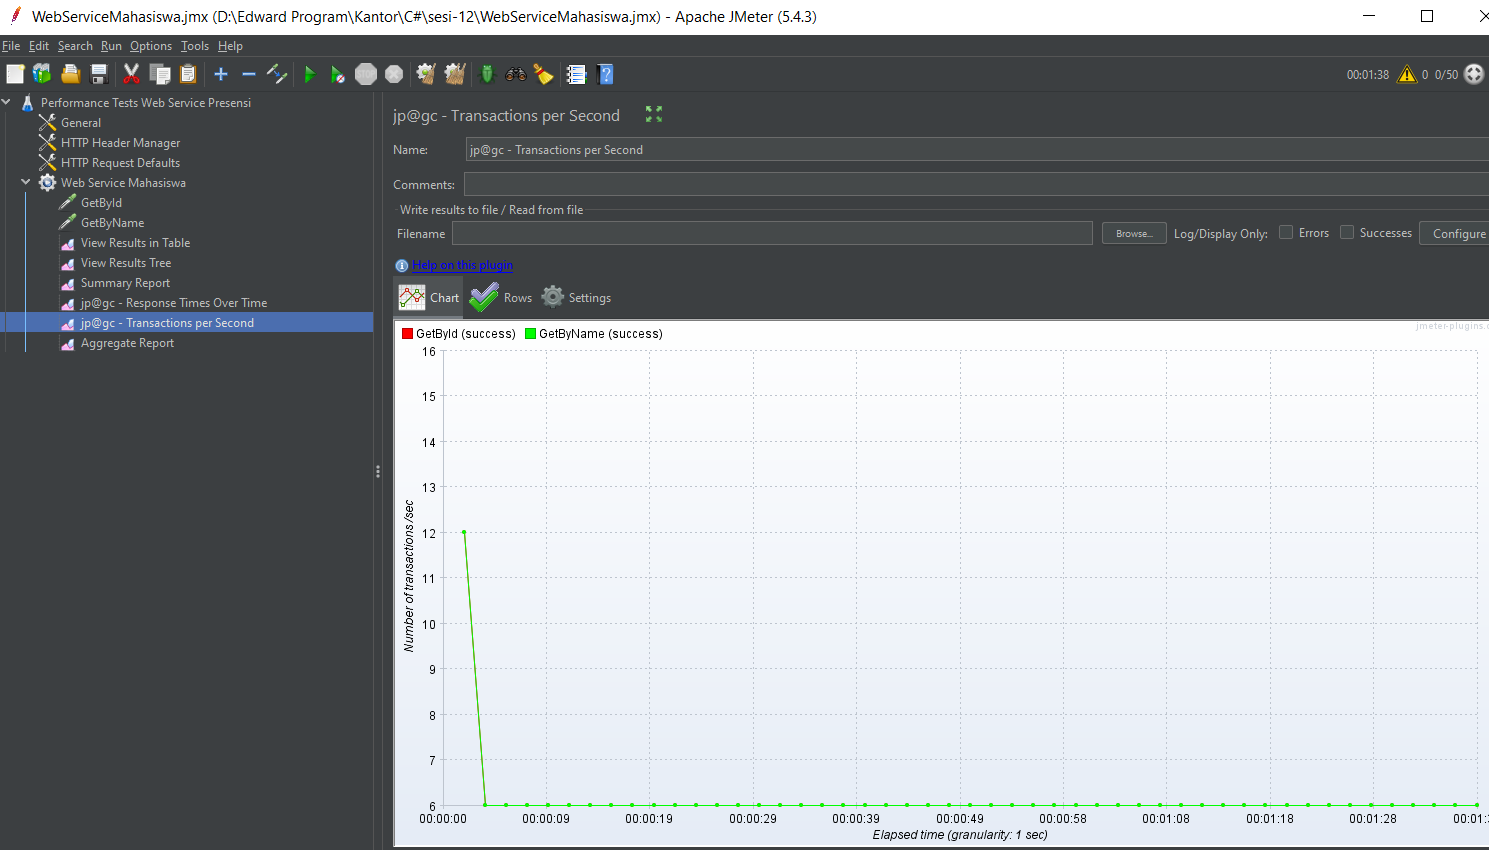 WebServiceMahasiswa.jmx (D:\Edward Program\Kantor\C#\sesi-12\WebServiceMahasiswa.jmx) - Apache JMeter (5.4.3)
File Edit Search Run Options Tools Help
STOP 00:01:38 0 0/50
Performance Tests Web Service Presensi
General
HTTP Header Manager
HTTP Request Defaults
Web Service Mahasiswa
GetById
GetByName
View Results in Table
View Results Tree
Summary Report
jp@gc - Response Times Over Time
jp@gc - Transactions per Second
Aggregate Report
jp@gc - Transactions per Second
Name: jp@gc - Transactions per Second
Comments:
Write results to file / Read from file
Filename Browse... Log/Display Only: Errors Successes Configure
Help on this plugin
Chart Rows Settings
GetById (success) GetByName (success)
jmeter-plugins.
16
15
14
13
12
11
10
9
8
7
6
Number of transactions /sec
00:00:00 00:00:09 00:00:19 00:00:29 00:00:39 00:00:49 00:00:58 00:01:08 00:01:18 00:01:28 00:01:
Elapsed time (granularity: 1 sec)